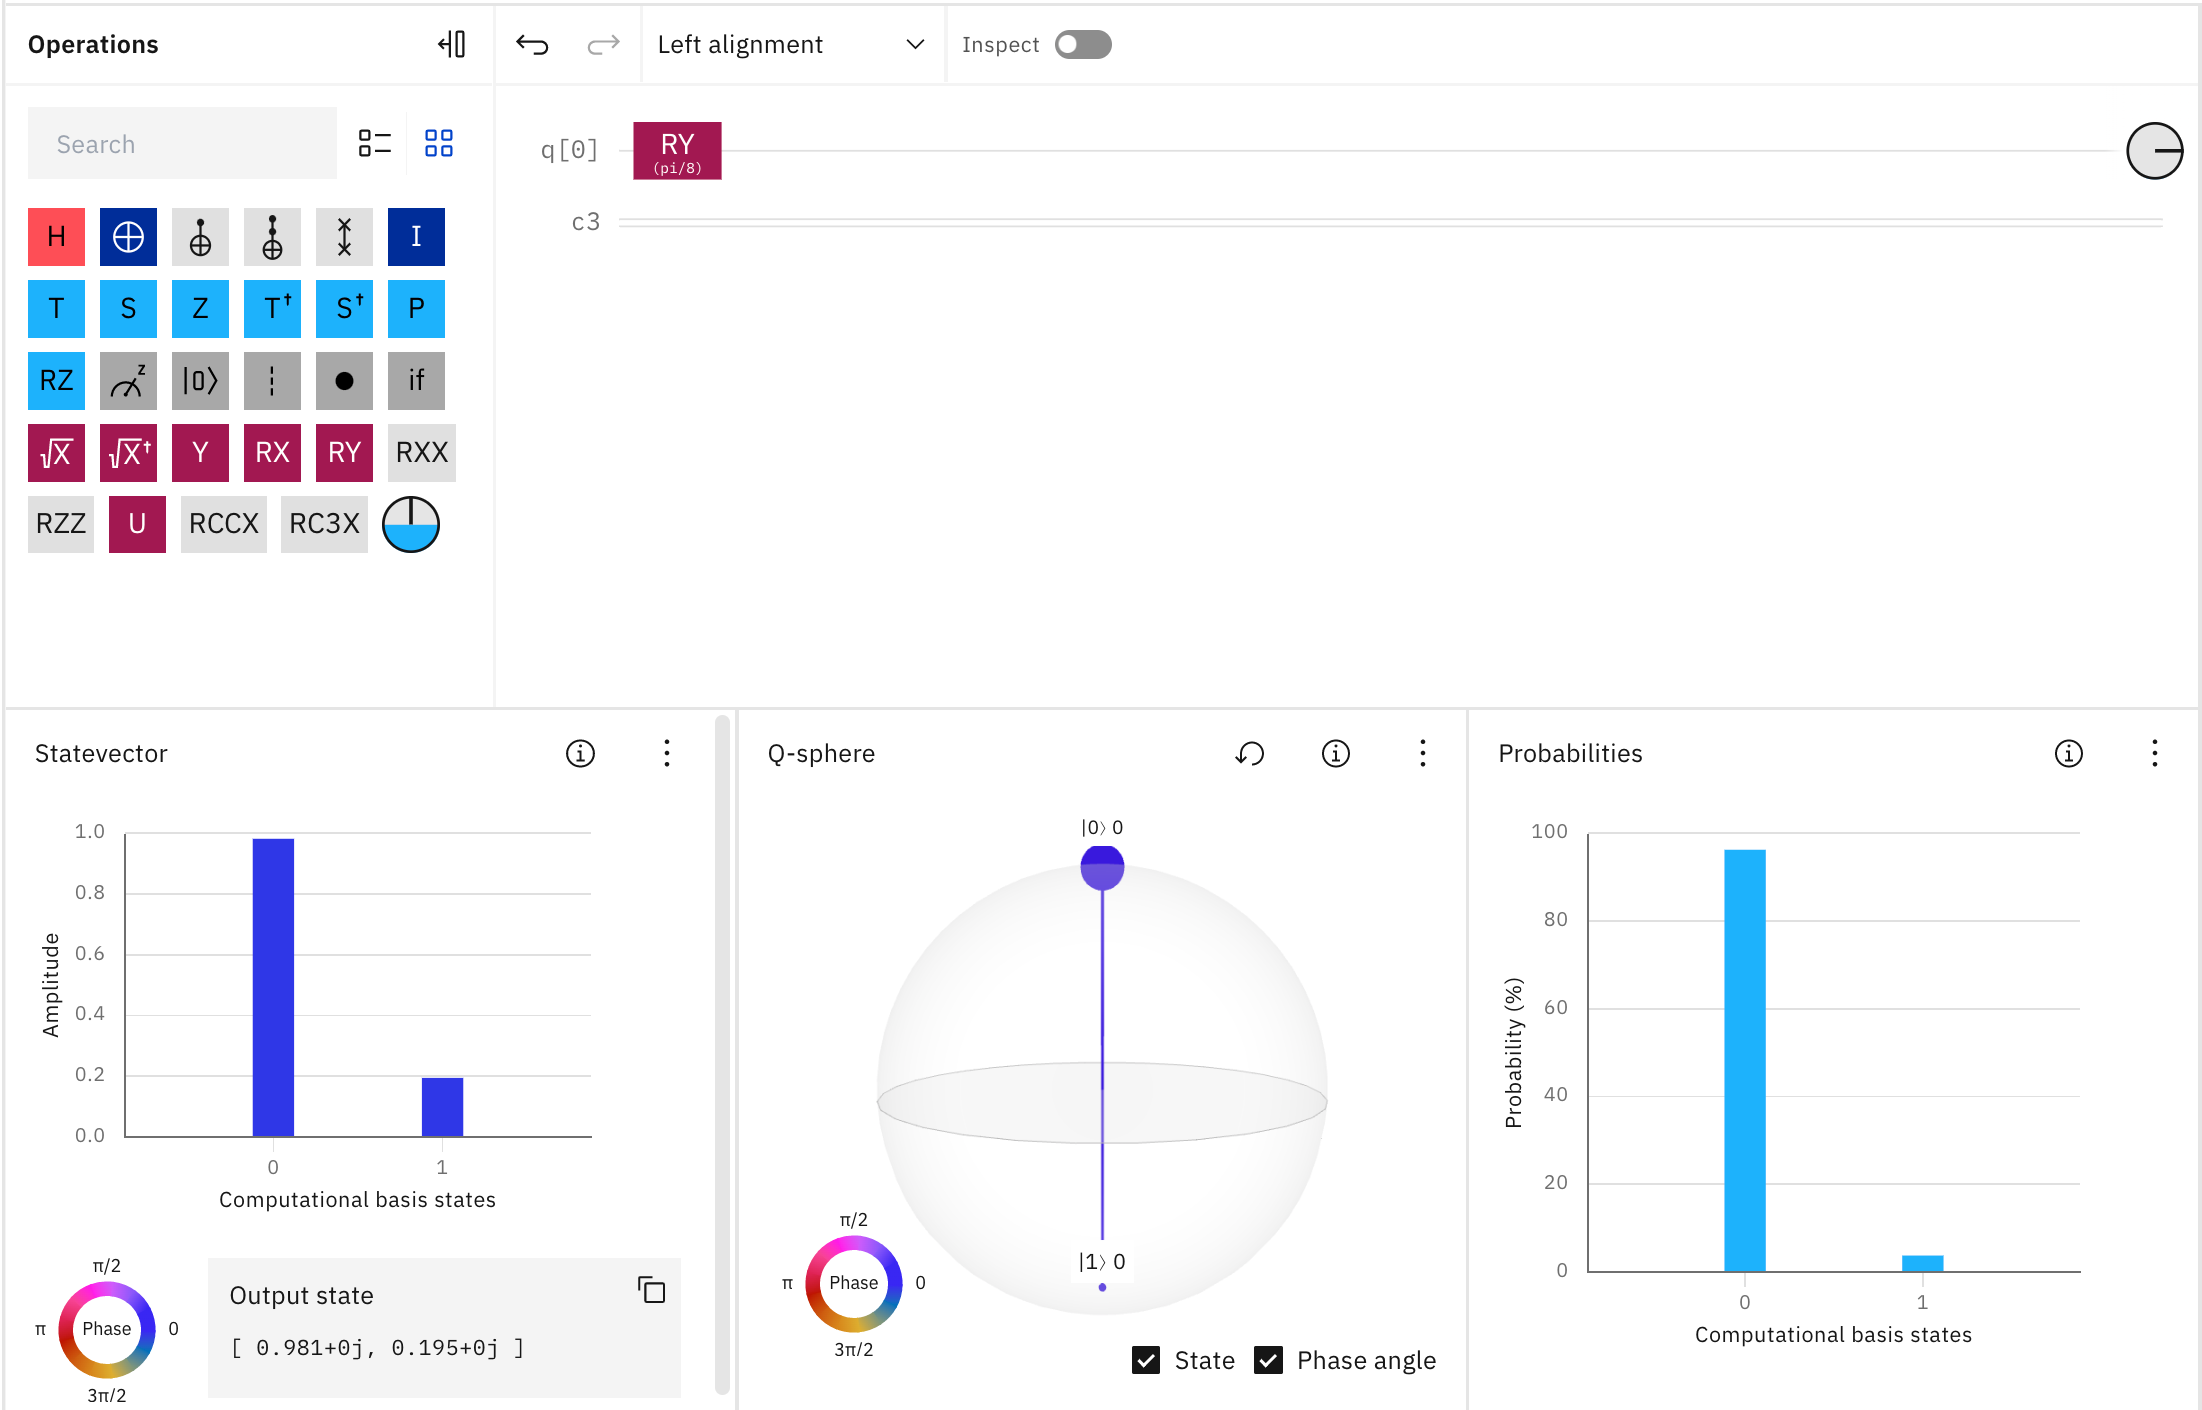 Operations
Left alignment
Inspect
Search
q[0]
RY
(pi/8)
c3
H
I
T S Z T† S† P
RZ z |0⟩ if
√X √X† Y RX RY RXX
RZZ U RCCX RC3X
Statevector
1.0
0.8
0.6
0.4
0.2
0.0
Amplitude
0 1
Computational basis states
π/2
π Phase 0
3π/2
Output state
[ 0.981+0j, 0.195+0j ]
Q-sphere
|0⟩ 0
|1⟩ 0
π/2
π Phase 0
3π/2
State Phase angle
Probabilities
100
80
60
40
20
0
Probability (%)
0 1
Computational basis states